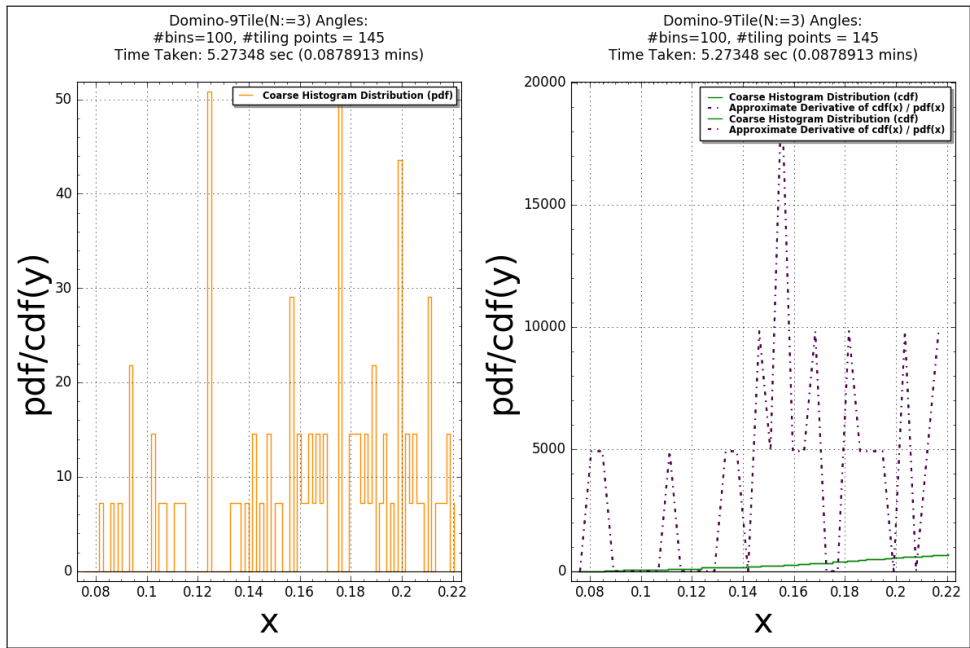 Domino-9Tile(N:=3) Angles:
#bins=100, #tiling points = 145
Time Taken: 5.27348 sec (0.0878913 mins)
Coarse Histogram Distribution (pdf)
50
40
30
20
10
0
pdf/cdf(y)
0.08 0.1 0.12 0.14 0.16 0.18 0.2 0.22
x
Domino-9Tile(N:=3) Angles:
#bins=100, #tiling points = 145
Time Taken: 5.27348 sec (0.0878913 mins)
Coarse Histogram Distribution (cdf)
Approximate Derivative of cdf(x) / pdf(x)
Coarse Histogram Distribution (cdf)
Approximate Derivative of cdf(x) / pdf(x)
20000
15000
10000
5000
0
pdf/cdf(y)
0.08 0.1 0.12 0.14 0.16 0.18 0.2 0.22
x